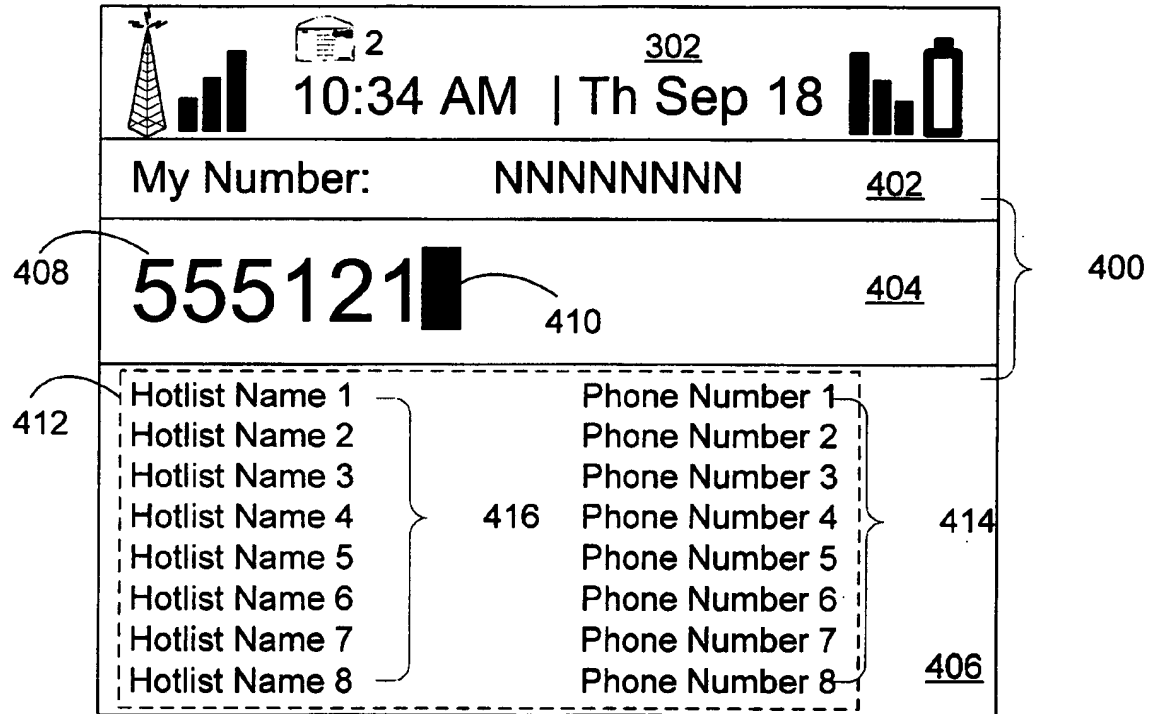 2 302
10:34 AM | Th Sep 18
My Number: NNNNNNNN 402
400
408 555121 404
410
412
Hotlist Name 1 Phone Number 1
Hotlist Name 2 Phone Number 2
Hotlist Name 3 Phone Number 3
Hotlist Name 4 416 Phone Number 4 414
Hotlist Name 5 Phone Number 5
Hotlist Name 6 Phone Number 6
Hotlist Name 7 Phone Number 7
Hotlist Name 8 Phone Number 8 406